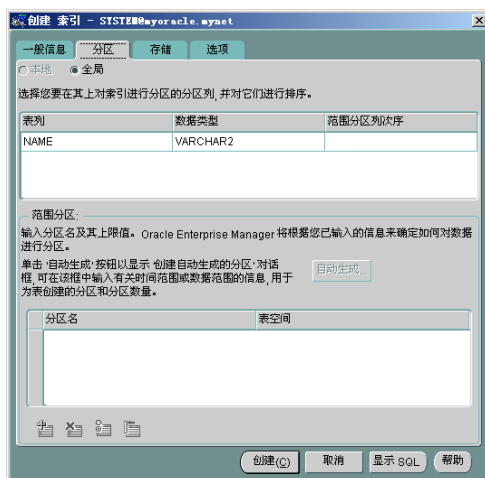 创建 索引 - SYSTEM@myoracle.mynet
一般信息 分区 存储 选项
本地 全局
选择您要在其上对索引进行分区的分区列,并对它们进行排序。
表列 数据类型 范围分区列次序
NAME VARCHAR2
范围分区:
输入分区名及其上限值。Oracle Enterprise Manager 将根据您已输入的信息来确定如何对数据
进行分区。
单击 '自动生成' 按钮以显示 '创建自动生成的分区' 对话
框,可在该框中输入有关时间范围或数据范围的信息,用于
为表创建的分区和分区数量。
自动生成...
分区名 表空间
创建(C) 取消 显示 SQL 帮助